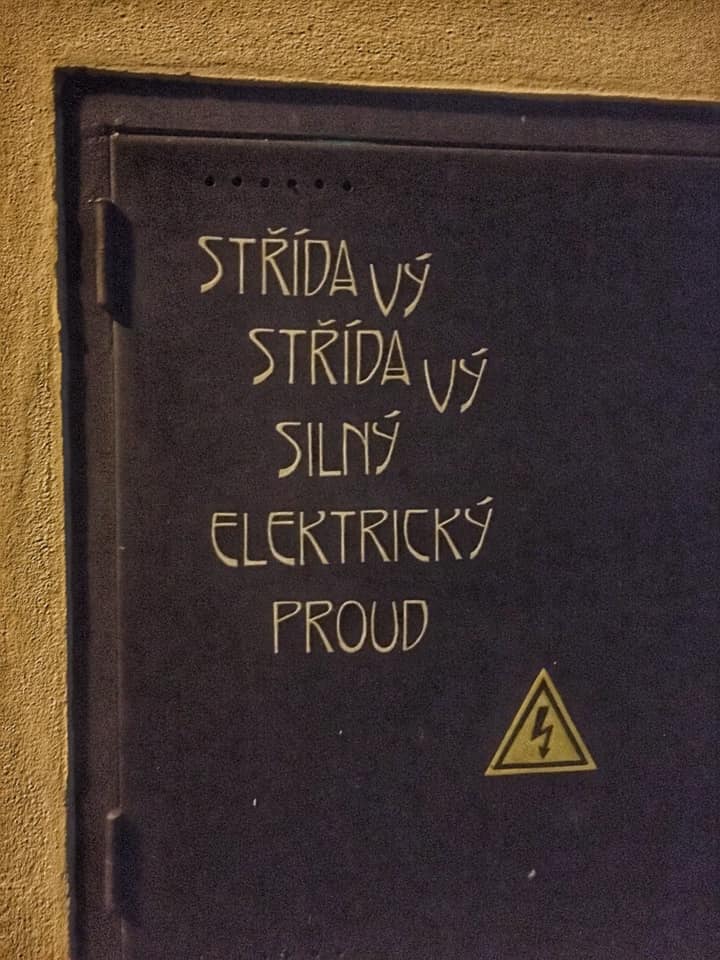 STŘÍDAVÝ
STŘÍDAVÝ
SILNÝ
ELEKTRICKÝ
PROUD